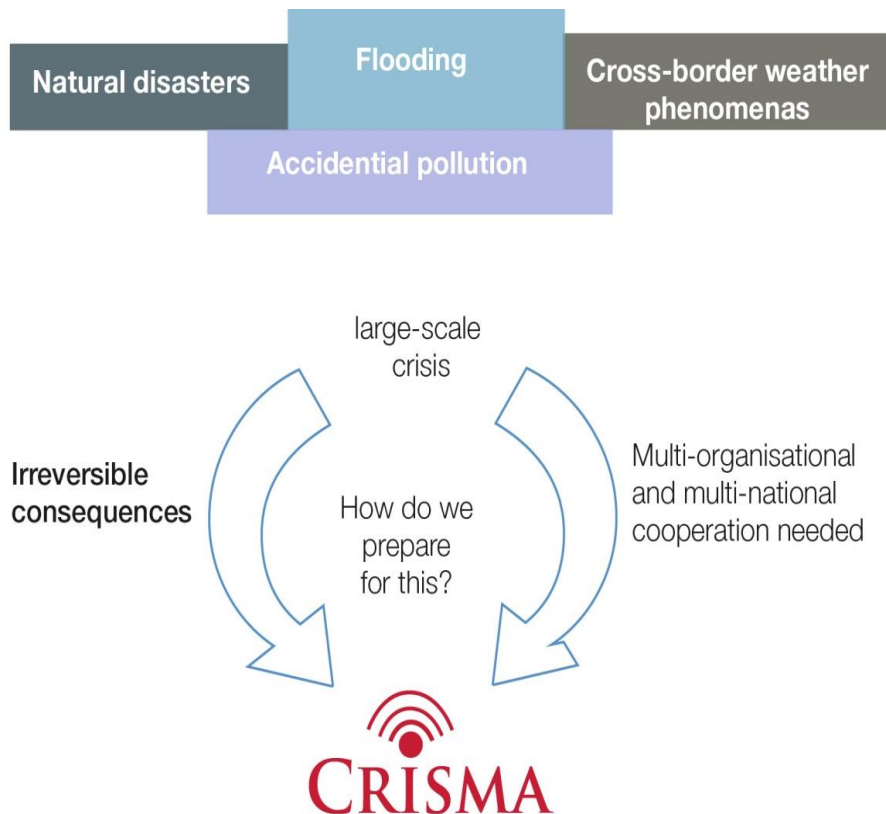 Natural disasters
Flooding
Cross-border weather
phenomenas
Accidential pollution
large-scale
crisis
Irreversible
consequences
How do we
prepare
for this?
Multi-organisational
and multi-national
cooperation needed
CRISMA